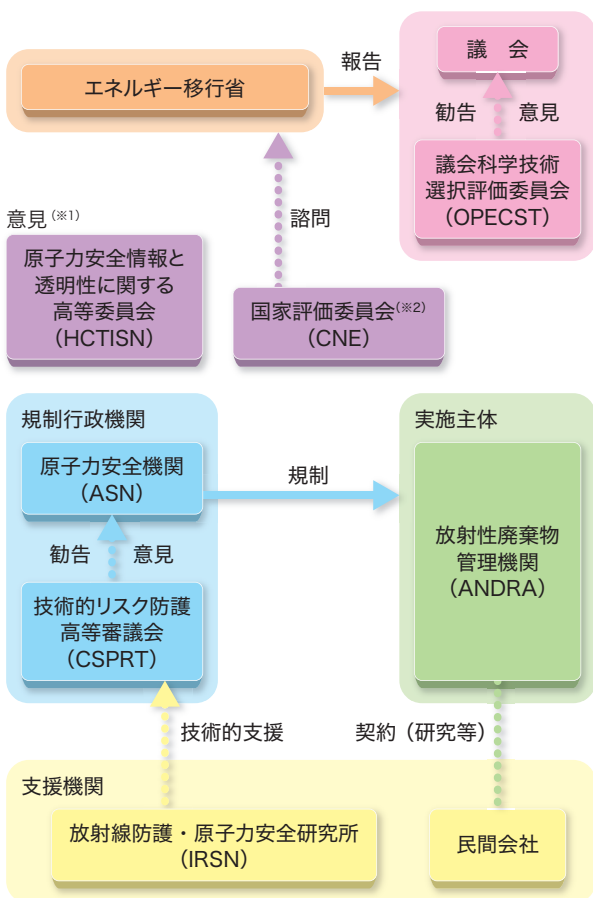 議　会
エネルギー移行省
報告
勧告
意見
議会科学技術
選択評価委員会
（OPECST）
諮問
意見(※1)
原子力安全情報と
透明性に関する
高等委員会
（HCTISN）
国家評価委員会(※2)
（CNE）
規制行政機関
原子力安全機関
（ASN）
規制
実施主体
放射性廃棄物
管理機関
（ANDRA）
勧告
意見
技術的リスク防護
高等審議会
（CSPRT）
技術的支援
契約（研究等）
支援機関
放射線防護・原子力安全研究所
（IRSN）
民間会社